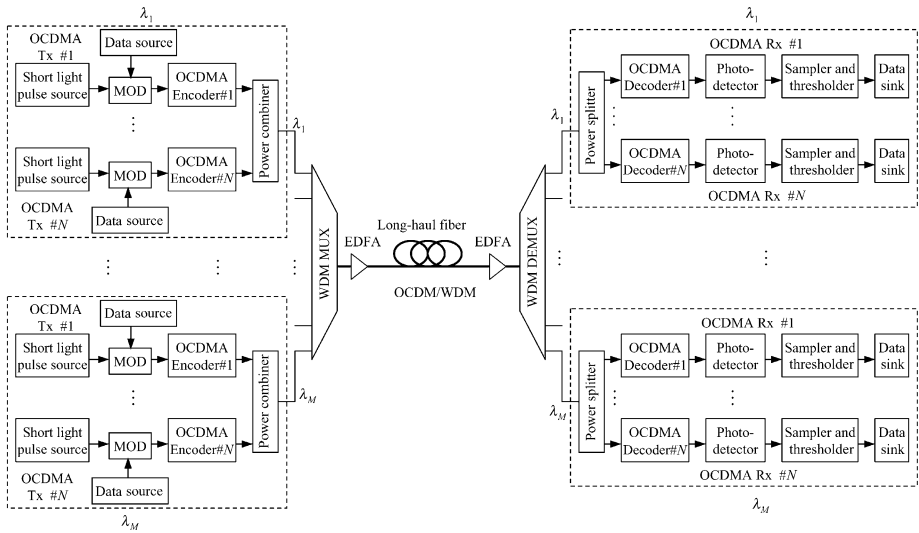 λ1
OCDMA
Tx #1
Data source
Short light
pulse source
MOD
OCDMA
Encoder#1
Power combiner
λ1
Short light
pulse source
MOD
OCDMA
Encoder#N
OCDMA
Tx #N
Data source
OCDMA
Tx #1
Data source
Short light
pulse source
MOD
OCDMA
Encoder#1
Power combiner
λM
Short light
pulse source
MOD
OCDMA
Encoder#N
OCDMA
Tx #N
Data source
λM
WDM MUX
EDFA
Long-haul fiber
OCDM/WDM
EDFA
WDM DEMUX
λ1
OCDMA Rx #1
λ1
Power splitter
OCDMA
Decoder#1
Photo-
detector
Sampler and
thresholder
Data
sink
OCDMA
Decoder#N
Photo-
detector
Sampler and
thresholder
Data
sink
OCDMA Rx #N
OCDMA Rx #1
λM
Power splitter
OCDMA
Decoder#1
Photo-
detector
Sampler and
thresholder
Data
sink
OCDMA
Decoder#N
Photo-
detector
Sampler and
thresholder
Data
sink
OCDMA Rx #N
λM